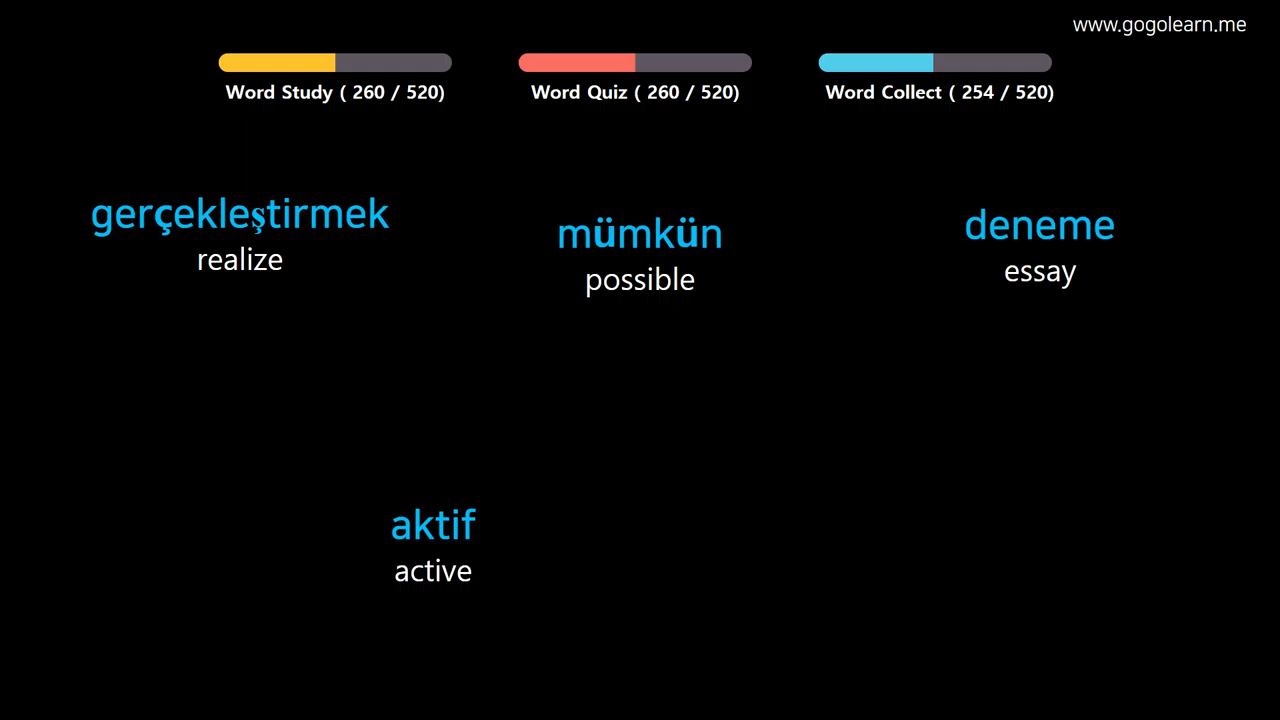 www.gogolearn.me
Word Study ( 260 / 520)
Word Quiz ( 260 / 520)
Word Collect ( 254 / 520)
gerçekleştirmek
realize
mümkün
possible
deneme
essay
aktif
active